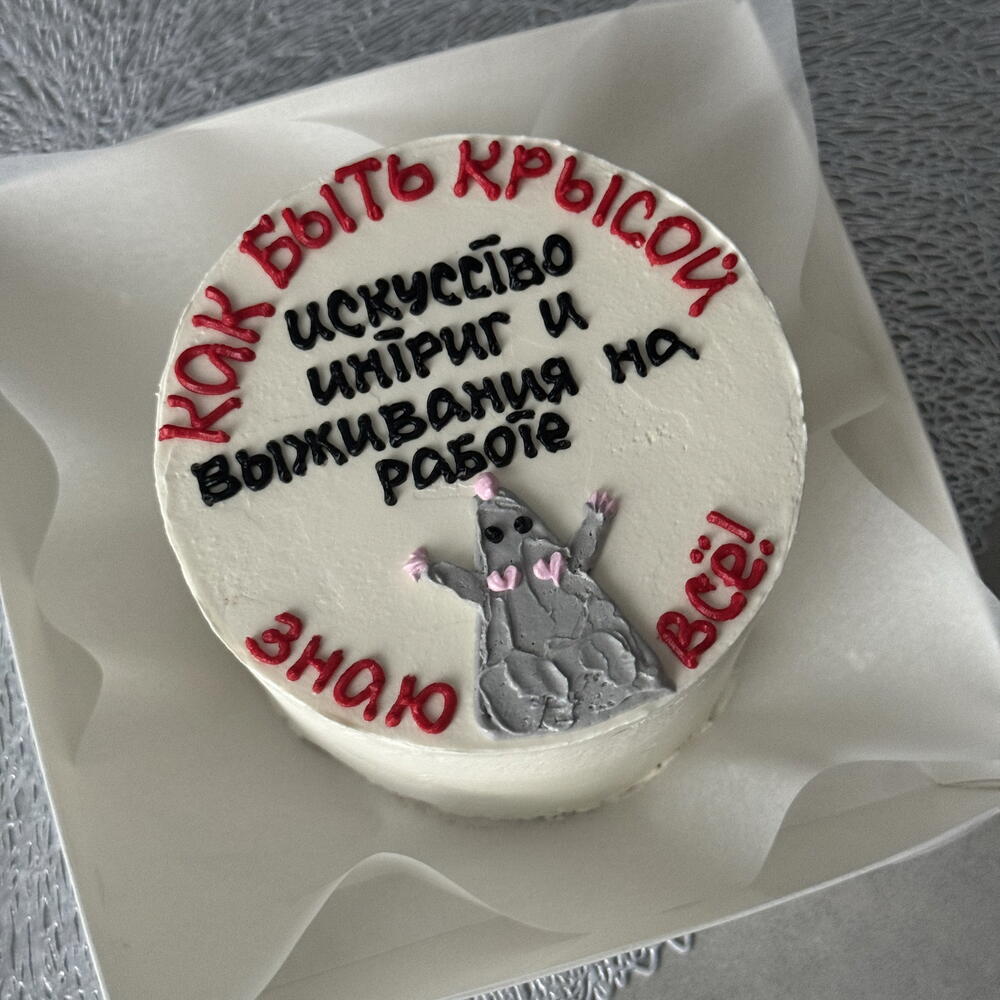 КАК БЫТЬ КРЫСОЙ
ИСКУССТВО
ИНТРИГ И
ВЫЖИВАНИЯ НА
РАБОТЕ
ЗНАЮ ВСЁ!